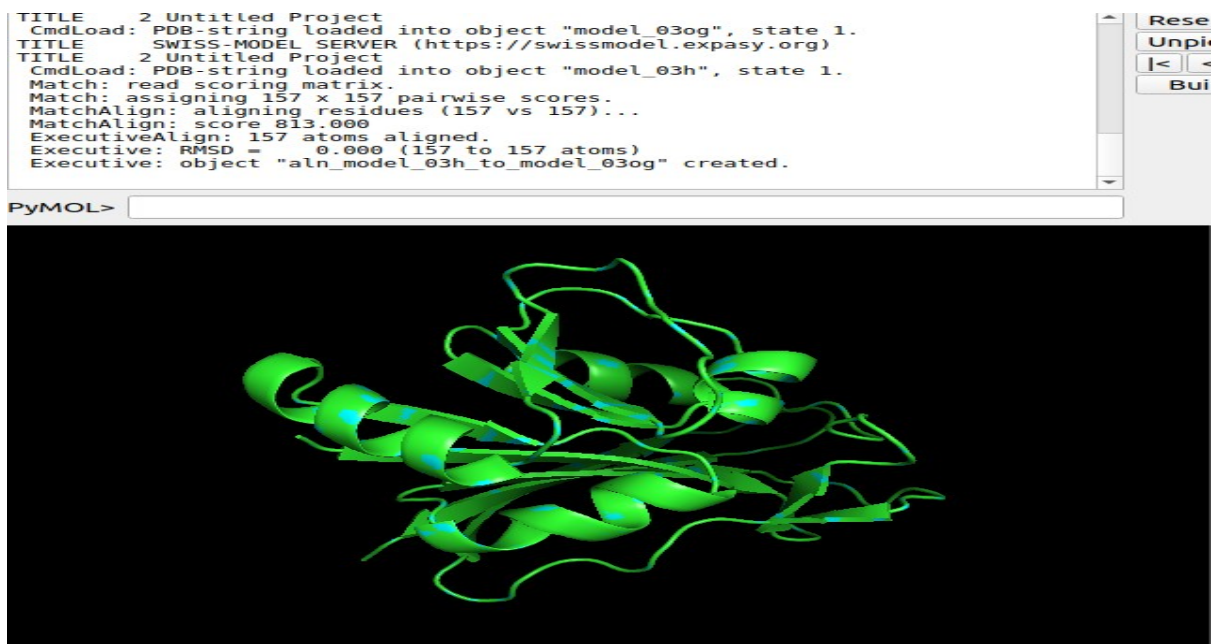 TITLE     2 Untitled Project
CmdLoad: PDB-string loaded into object "model_03og", state 1.
TITLE     SWISS-MODEL SERVER (https://swissmodel.expasy.org)
TITLE     2 Untitled Project
CmdLoad: PDB-string loaded into object "model_03h", state 1.
Match: read scoring matrix.
Match: assigning 157 x 157 pairwise scores.
MatchAlign: aligning residues (157 vs 157)...
MatchAlign: score 813.000
ExecutiveAlign: 157 atoms aligned.
Executive: RMSD =    0.000 (157 to 157 atoms)
Executive: object "aln_model_03h_to_model_03og" created.
Rese
Unpi
|< <
Bui
PyMOL>